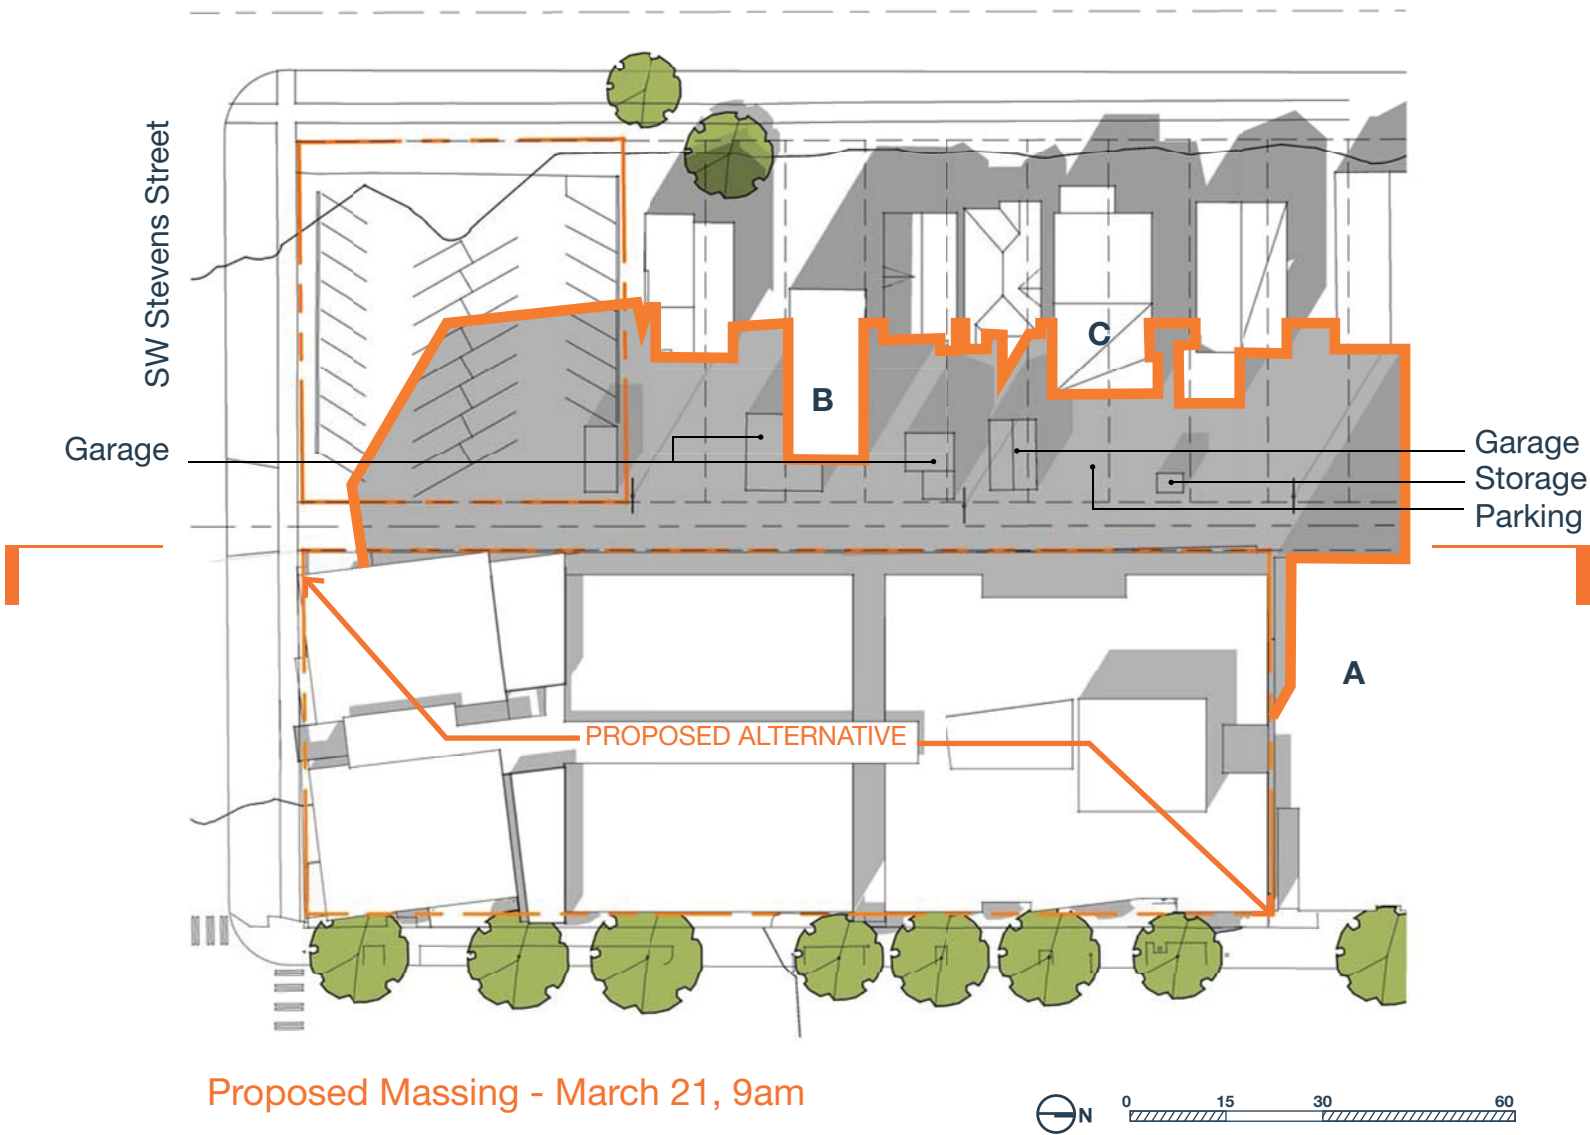 SW Stevens Street
C
B
Garage
Garage
Storage
Parking
A
PROPOSED ALTERNATIVE
Proposed Massing - March 21, 9am
N
0 15 30 60